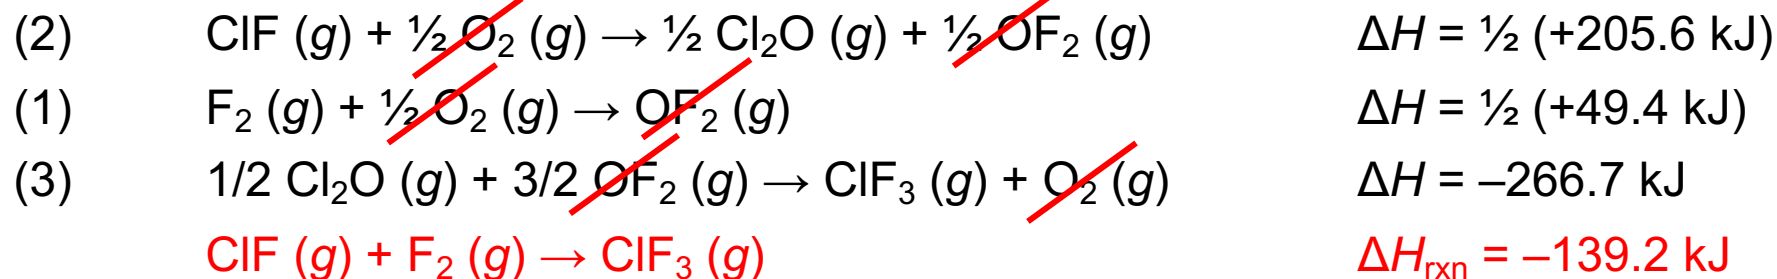 (2) ClF (g) + ½ O₂ (g) → ½ Cl₂O (g) + ½ OF₂ (g) ΔH = ½ (+205.6 kJ)
(1) F₂ (g) + ½ O₂ (g) → OF₂ (g) ΔH = ½ (+49.4 kJ)
(3) 1/2 Cl₂O (g) + 3/2 OF₂ (g) → ClF₃ (g) + O₂ (g) ΔH = –266.7 kJ
ClF (g) + F₂ (g) → ClF₃ (g) ΔHrxn = –139.2 kJ